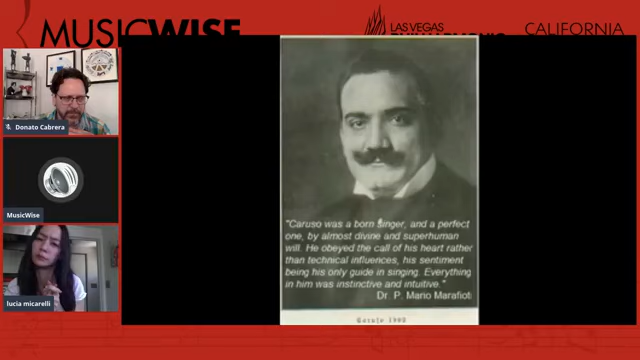 MUSICWISE
LAS VEGAS
PHILHARMONIC
CALIFORNIA
Donato Cabrera
MusicWise
lucia micarelli
"Caruso was a born singer, and a perfect
one, by almost divine and superhuman
will. He obeyed the call of his heart rather
than technical influences, his sentiment
being his only guide in singing. Everything
in him was instinctive and intuitive."
Dr. P. Mario Marafioti